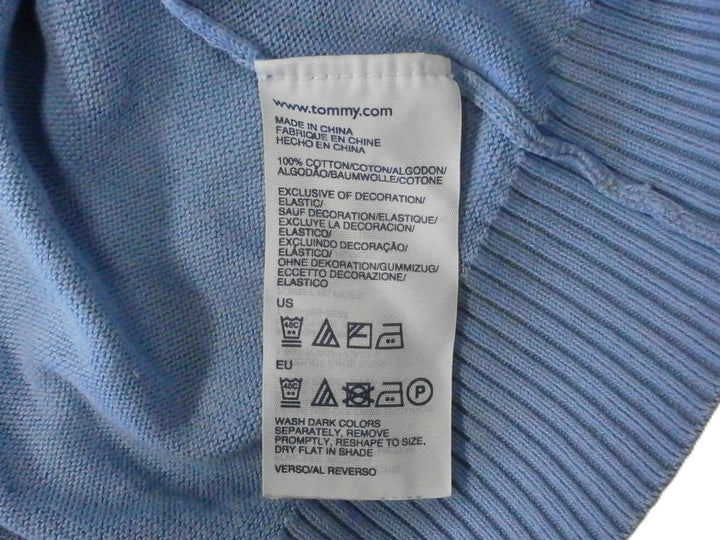 www.tommy.com
MADE IN CHINA
FABRIQUE EN CHINE
HECHO EN CHINA
100% COTTON/COTON/ALGODON/
ALGODÃO/BAUMWOLLE/COTONE
EXCLUSIVE OF DECORATION/
ELASTIC/
SAUF DECORATION/ELASTIQUE/
EXCLUYE LA DECORACION/
ELASTICO/
EXCLUINDO DECORAÇÃO/
ELÁSTICO/
OHNE DEKORATION/GUMMIZUG/
ECCETTO DECORAZIONE/
ELASTICO
US
40C
EU
40C P
WASH DARK COLORS
SEPARATELY, REMOVE
PROMPTLY, RESHAPE TO SIZE,
DRY FLAT IN SHADE
VERSO/AL REVERSO